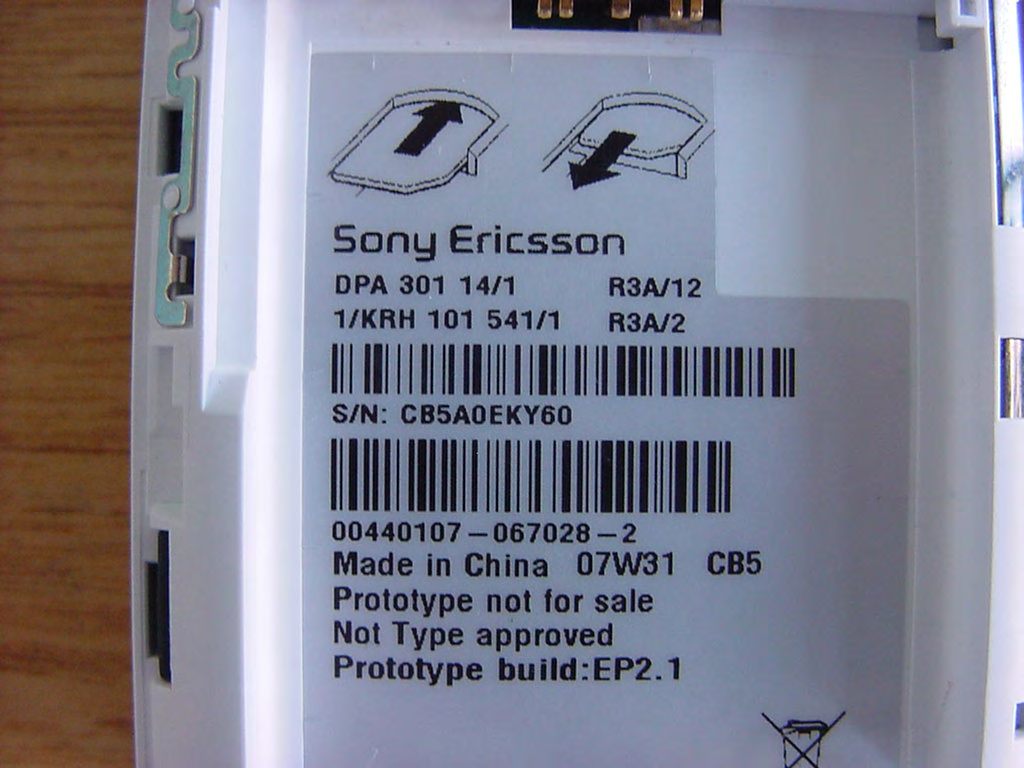 Sony Ericsson
DPA 301 14/1 R3A/12
1/KRH 101 541/1 R3A/2
S/N: CB5A0EKY60
00440107-067028-2
Made in China 07W31 CB5
Prototype not for sale
Not Type approved
Prototype build:EP2.1